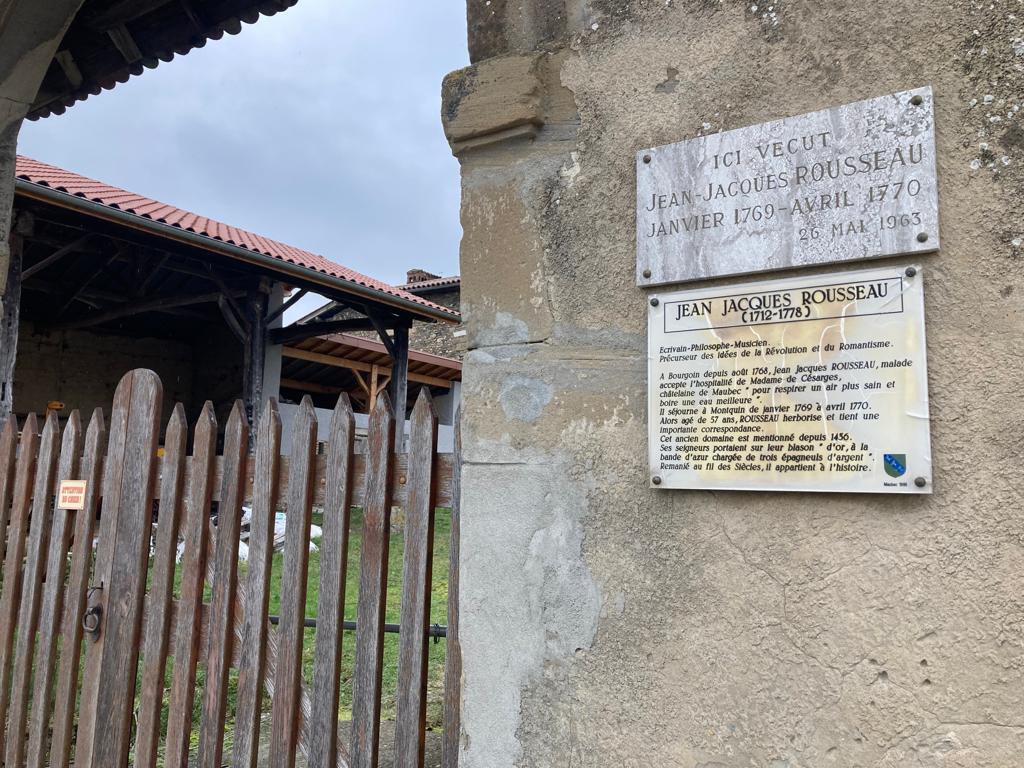 ICI VECUT
JEAN-JACQUES ROUSSEAU
JANVIER 1769-AVRIL 1770
26 MAI 1963
JEAN JACQUES ROUSSEAU
(1712-1778)
Ecrivain-Philosophe-Musicien.
Précurseur des Idées de la Révolution et du Romantisme.
A Bourgoin depuis août 1768, Jean Jacques ROUSSEAU, malade
accepte l'hospitalité de Madame de Césarges,
châtelaine de Maubec " pour respirer un air plus sain et
boire une eau meilleure ".
Il séjourne à Montquin de janvier 1769 à avril 1770.
Alors agé de 57 ans, ROUSSEAU herborise et tient une
importante correspondance.
Cet ancien domaine est mentionné depuis 1436.
Ses seigneurs portaient sur leur blason " d'or, à la
bande d'azur chargée de trois épagneuls d'argent ".
Remanié au fil des Siècles, il appartient à l'histoire.
ATTENTION
AU CHIEN !